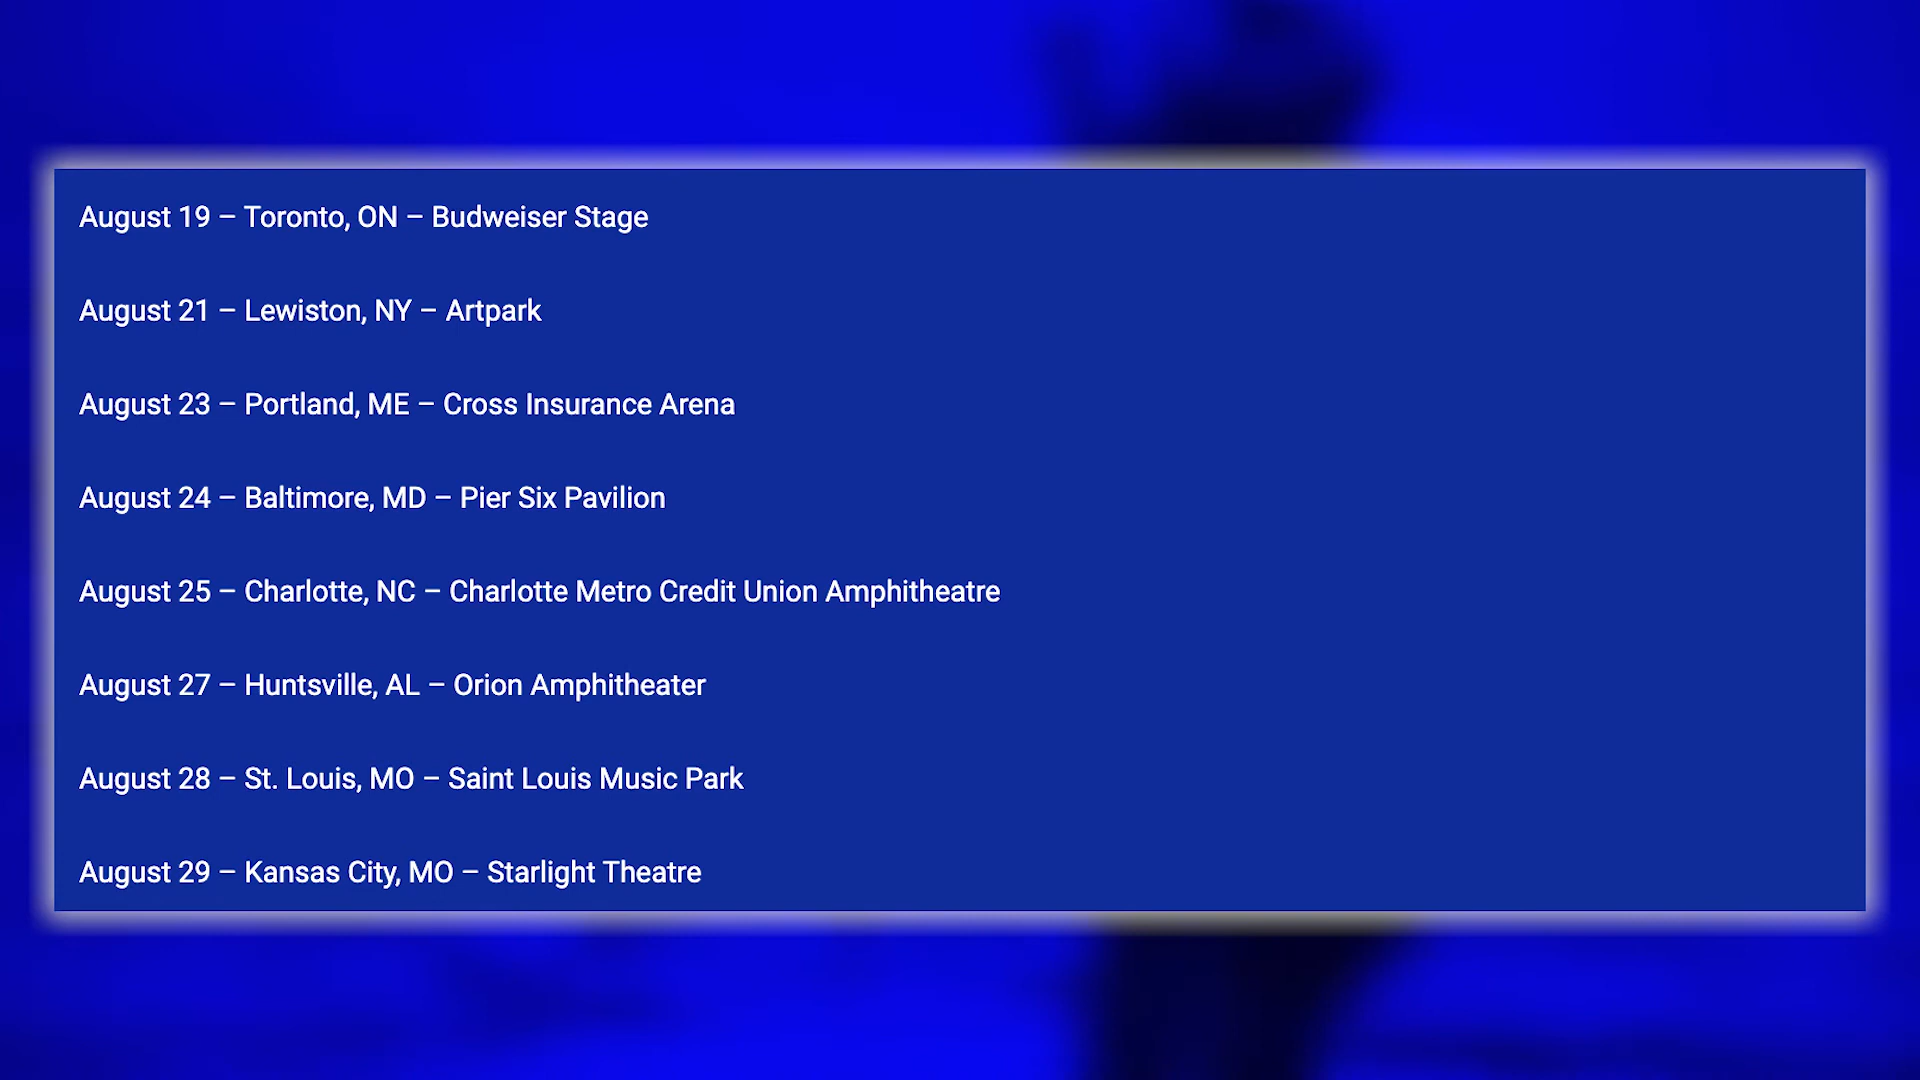 August 19 – Toronto, ON – Budweiser Stage
August 21 – Lewiston, NY – Artpark
August 23 – Portland, ME – Cross Insurance Arena
August 24 – Baltimore, MD – Pier Six Pavilion
August 25 – Charlotte, NC – Charlotte Metro Credit Union Amphitheatre
August 27 – Huntsville, AL – Orion Amphitheater
August 28 – St. Louis, MO – Saint Louis Music Park
August 29 – Kansas City, MO – Starlight Theatre